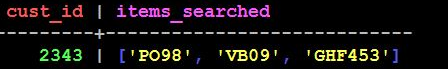 cust_id | items_searched
---------+----------------------------
2343 | ['PO98', 'VB09', 'GHF453']